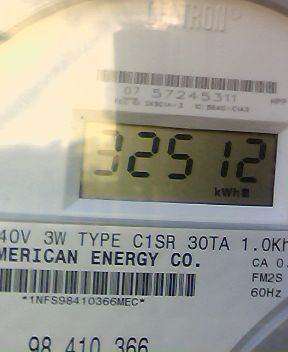 07 57245311
32512
kWh
40V 3W TYPE C1SR 30TA 1.0Kh
MERICAN ENERGY CO.
CA 0.
FM2S
60Hz
*1NFS98410366MEC*
98 410 366